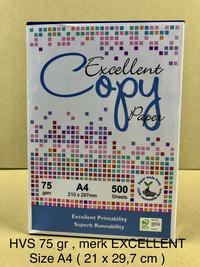 Excellent
Copy
Paper
75
gsm
A4
210 x 297mm
500
Sheets
Excellent Printability
Superb Runnability
HVS 75 gr , merk EXCELLENT
Size A4 ( 21 x 29,7 cm )